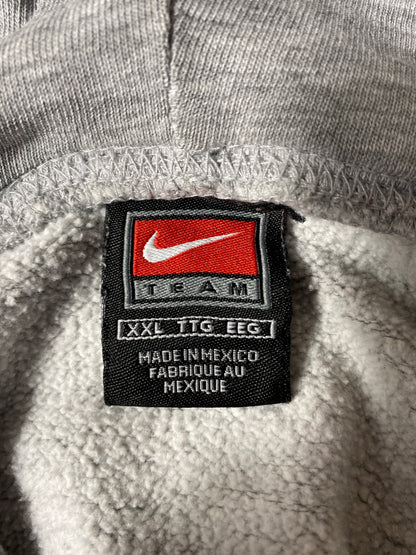 TEAM
XXL TTG EEG
MADE IN MEXICO
FABRIQUE AU
MEXIQUE